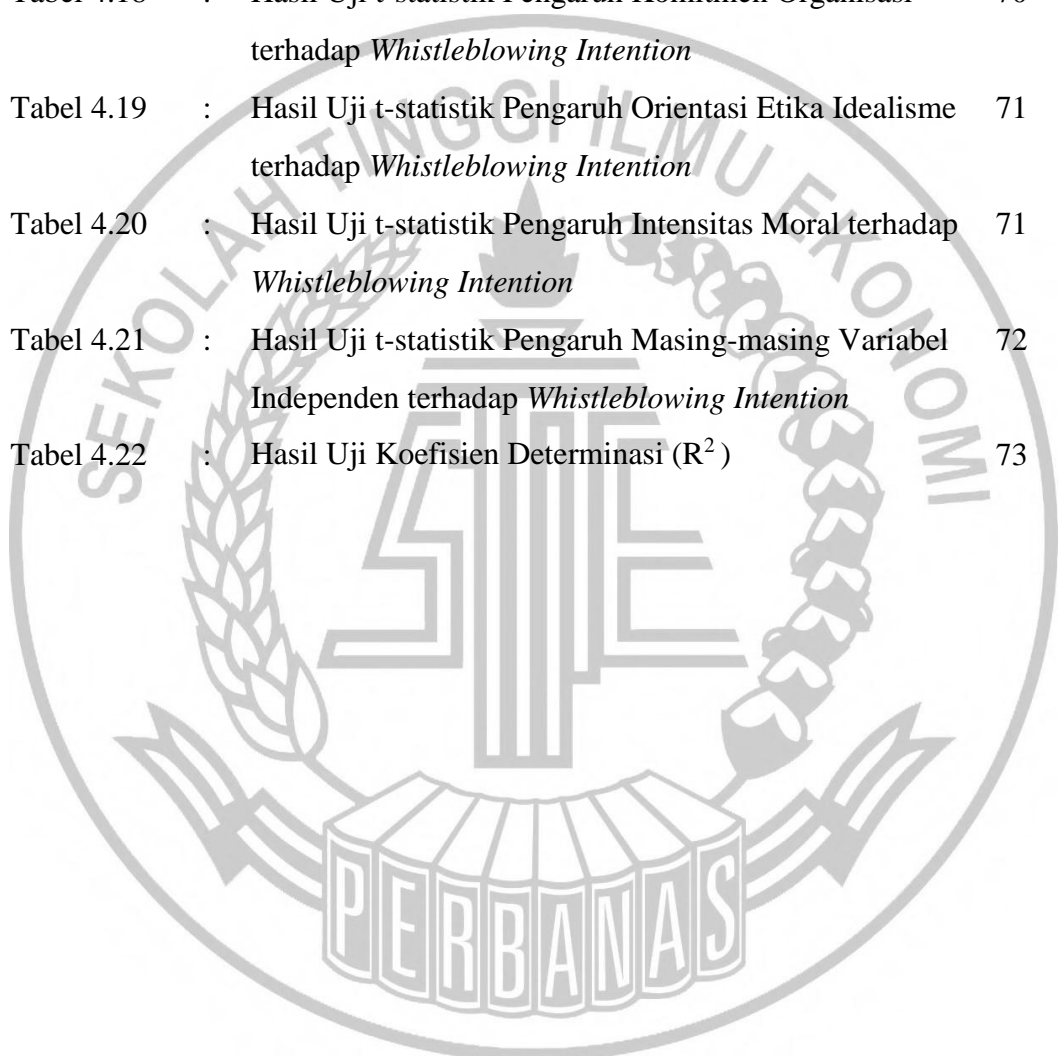 terhadap Whistleblowing Intention
Tabel 4.19 : Hasil Uji t-statistik Pengaruh Orientasi Etika Idealisme 71
terhadap Whistleblowing Intention
Tabel 4.20 : Hasil Uji t-statistik Pengaruh Intensitas Moral terhadap 71
Whistleblowing Intention
Tabel 4.21 : Hasil Uji t-statistik Pengaruh Masing-masing Variabel 72
Independen terhadap Whistleblowing Intention
Tabel 4.22 : Hasil Uji Koefisien Determinasi (R²) 73
SEKOLAH TINGGI ILMU EKONOMI
STIE
PERBANAS